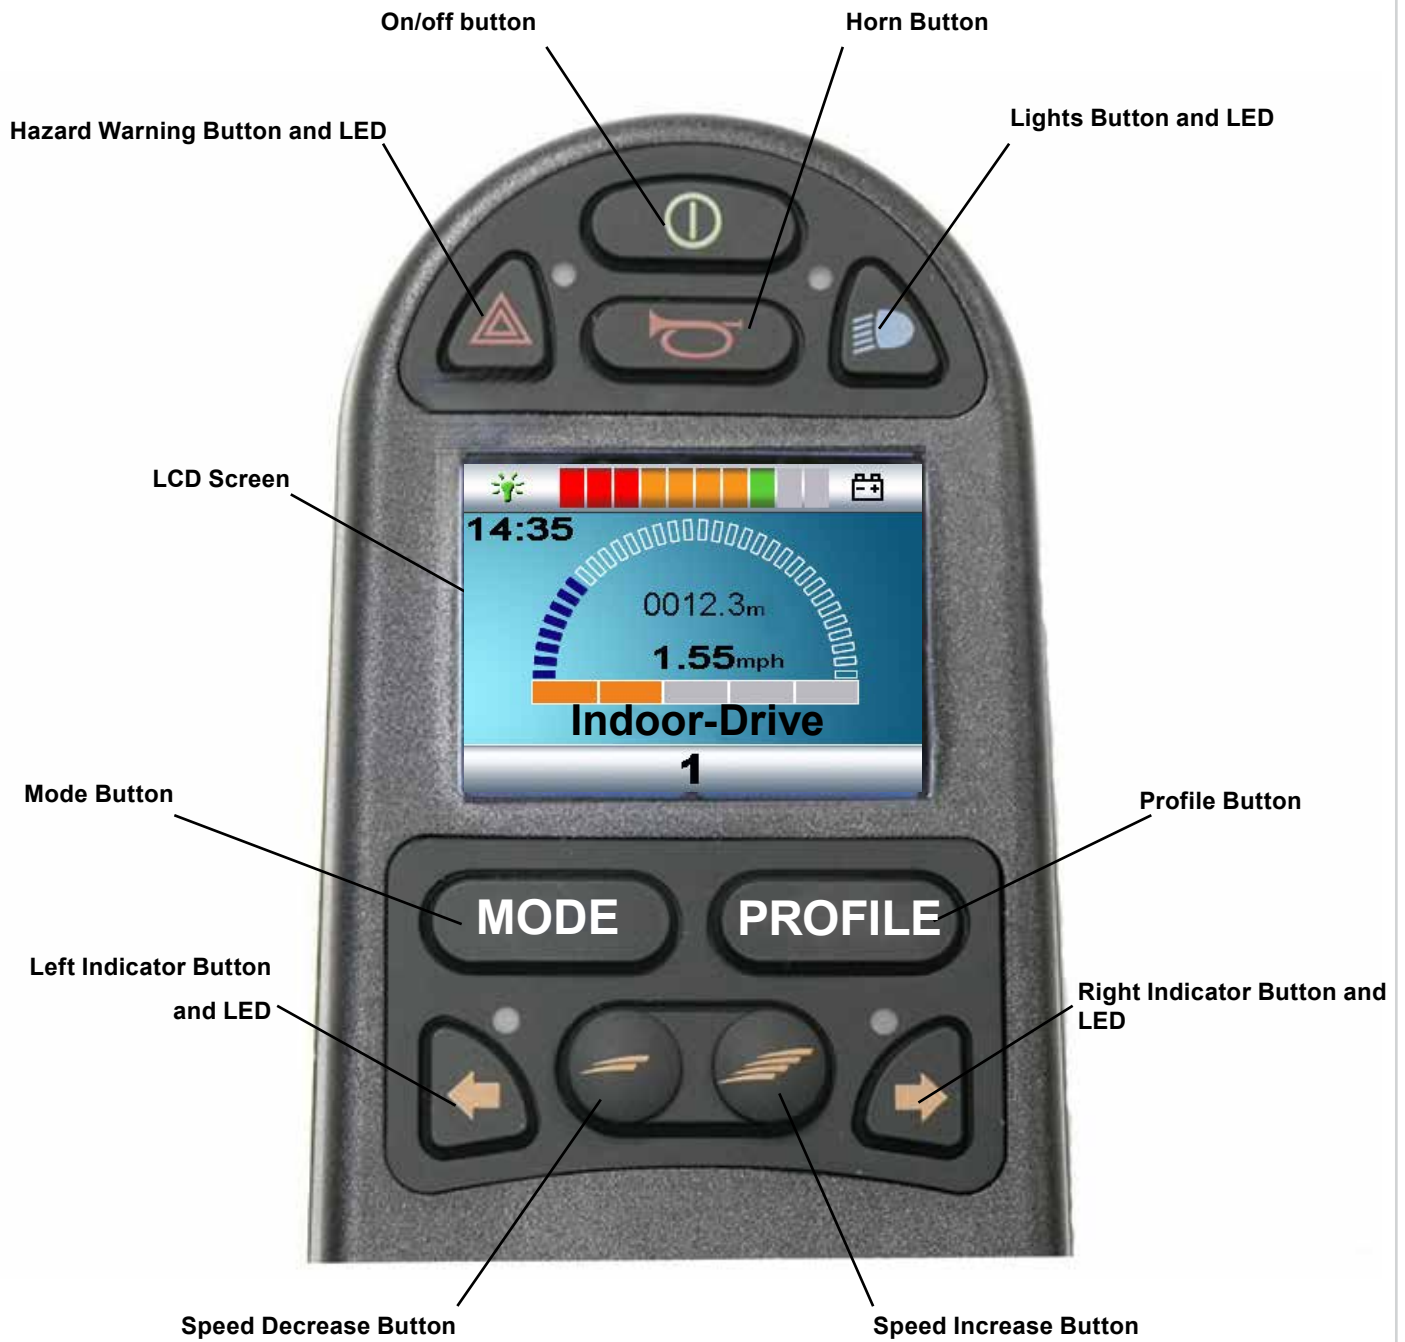 On/off button
Horn Button
Hazard Warning Button and LED
Lights Button and LED
LCD Screen
14:35
0012.3m
1.55mph
Indoor-Drive
1
Mode Button
Profile Button
MODE
PROFILE
Left Indicator Button
and LED
Right Indicator Button and
LED
Speed Decrease Button
Speed Increase Button